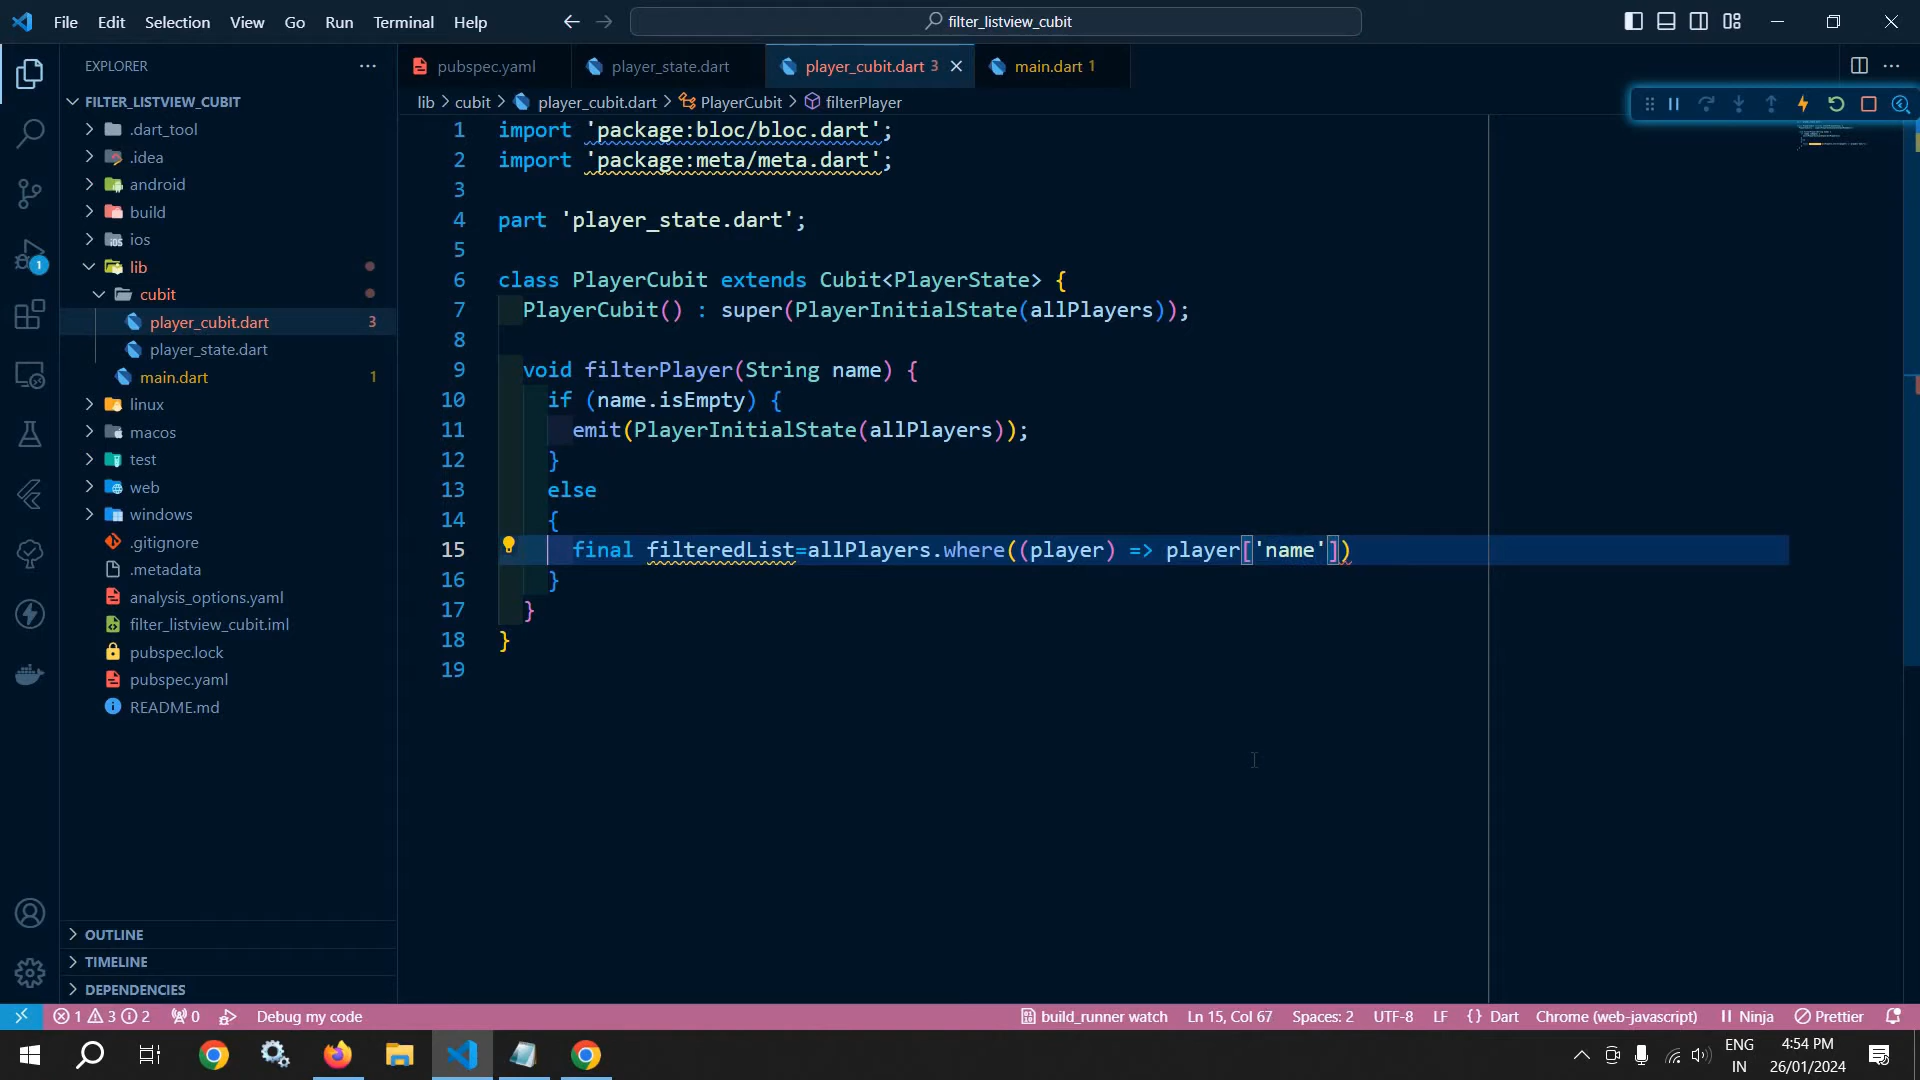 File Edit Selection View Go Run Terminal Help
filter_listview_cubit
EXPLORER
FILTER_LISTVIEW_CUBIT
.dart_tool
.idea
android
build
ios
lib
cubit
player_cubit.dart 3
player_state.dart
main.dart 1
linux
macos
test
web
windows
.gitignore
.metadata
analysis_options.yaml
filter_listview_cubit.iml
pubspec.lock
pubspec.yaml
README.md
OUTLINE
TIMELINE
DEPENDENCIES
pubspec.yaml player_state.dart player_cubit.dart 3 main.dart 1
lib > cubit > player_cubit.dart > PlayerCubit > filterPlayer
1 import 'package:bloc/bloc.dart';
2 import 'package:meta/meta.dart';
3
4 part 'player_state.dart';
5
6 class PlayerCubit extends Cubit<PlayerState> {
7 PlayerCubit() : super(PlayerInitialState(allPlayers));
8
9 void filterPlayer(String name) {
10 if (name.isEmpty) {
11 emit(PlayerInitialState(allPlayers));
12 }
13 else
14 {
15 final filteredList=allPlayers.where((player) => player['name'])
16 }
17 }
18 }
19
1 3 2 0 Debug my code build_runner watch Ln 15, Col 67 Spaces: 2 UTF-8 LF {} Dart Chrome (web-javascript) Ninja Prettier
1
ENG
IN
4:54 PM
26/01/2024